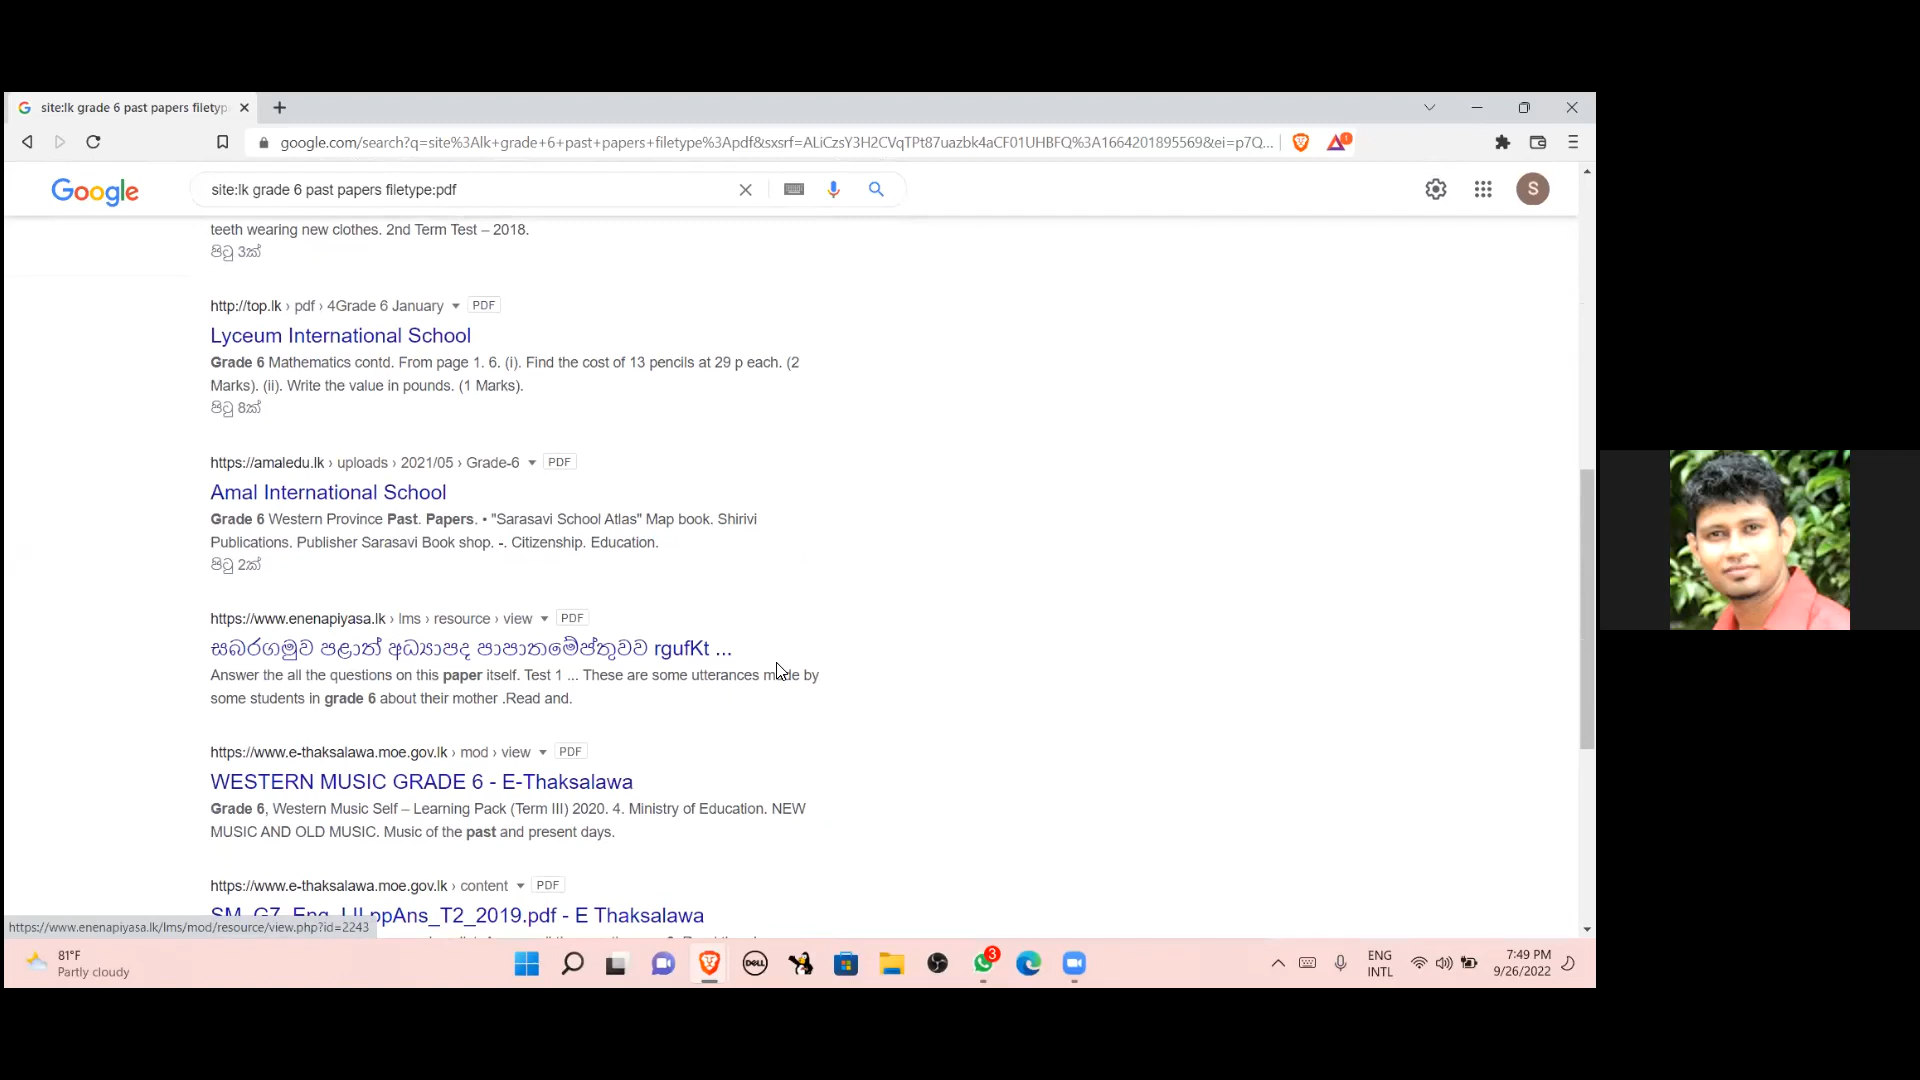 site:lk grade 6 past papers filetyp
google.com/search?q=site%3Alk+grade+6+past+papers+filetype%3Apdf&sxsrf=ALiCzsY3H2CVqTPt87uazbk4aCF01UHBFQ%3A1664201895569&ei=p7Q...
1
Google
site:lk grade 6 past papers filetype:pdf
S
teeth wearing new clothes. 2nd Term Test – 2018.
පිටු 3ක්
http://top.lk › pdf › 4Grade 6 January PDF
Lyceum International School
Grade 6 Mathematics contd. From page 1. 6. (i). Find the cost of 13 pencils at 29 p each. (2
Marks). (ii). Write the value in pounds. (1 Marks).
පිටු 8ක්
https://amaledu.lk › uploads › 2021/05 › Grade-6 PDF
Amal International School
Grade 6 Western Province Past. Papers. • "Sarasavi School Atlas" Map book. Shirivi
Publications. Publisher Sarasavi Book shop. -. Citizenship. Education.
පිටු 2ක්
https://www.enenapiyasa.lk › lms › resource › view PDF
සබරගමුව පළාත් අධ්‍යාපද පාපාතමේප්තුවව rgufKt ...
Answer the all the questions on this paper itself. Test 1 ... These are some utterances made by
some students in grade 6 about their mother .Read and.
https://www.e-thaksalawa.moe.gov.lk › mod › view PDF
WESTERN MUSIC GRADE 6 - E-Thaksalawa
Grade 6, Western Music Self – Learning Pack (Term III) 2020. 4. Ministry of Education. NEW
MUSIC AND OLD MUSIC. Music of the past and present days.
https://www.e-thaksalawa.moe.gov.lk › content PDF
SM_G7_Eng_Ppans_T2_2019.pdf - E Thaksalawa
https://www.enenapiyasa.lk/lms/mod/resource/view.php?id=2243
81°F
Partly cloudy
DELL
3
ENG
INTL
7:49 PM
9/26/2022